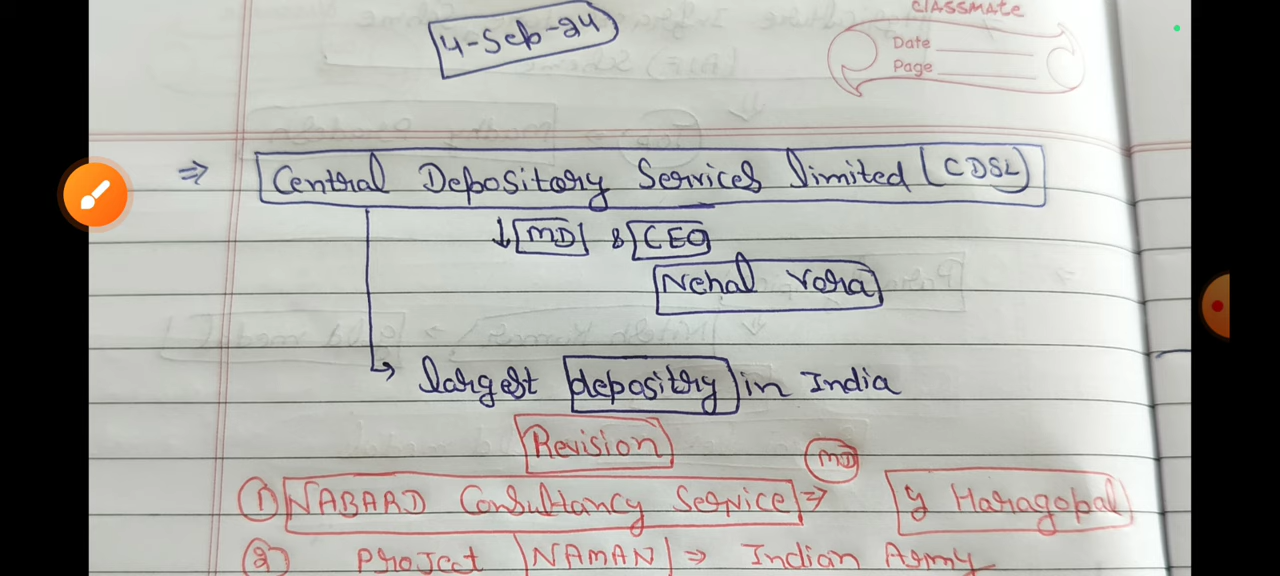 CLASSMATE
4-Sep-24
Date
Page
⇒ Central Depository Services limited (CDSL)
↓ MD & CEO
Nehal Vora
largest depositry in India
Revision
MD
① NABARD Consultancy Service ⇒ Y Haragopal
② Project NAMAN ⇒ Indian Army